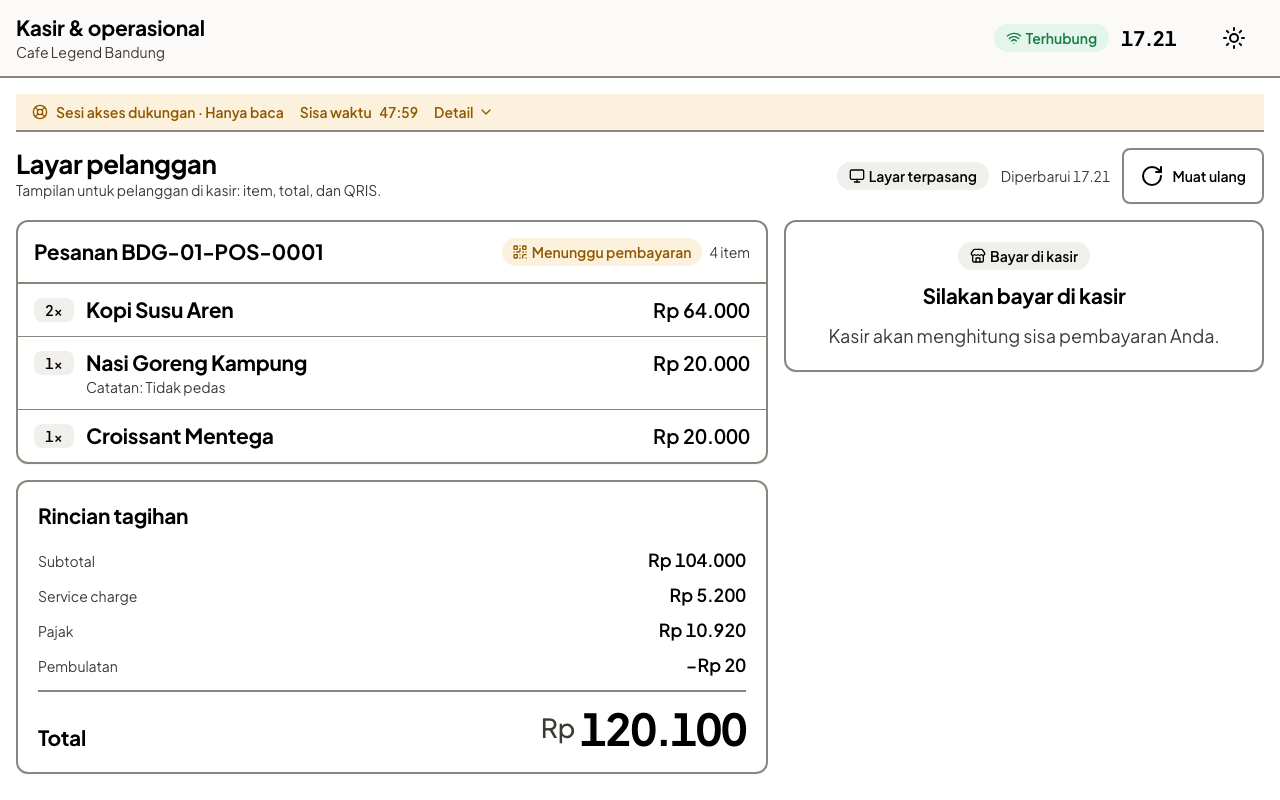 Kasir & operasional
Cafe Legend Bandung
Terhubung
17.21
Sesi akses dukungan · Hanya baca
Sisa waktu 47:59
Detail
Layar pelanggan
Tampilan untuk pelanggan di kasir: item, total, dan QRIS.
Layar terpasang
Diperbarui 17.21
Muat ulang
Pesanan BDG-01-POS-0001
Menunggu pembayaran
4 item
2× Kopi Susu Aren Rp 64.000
1× Nasi Goreng Kampung Rp 20.000
Catatan: Tidak pedas
1× Croissant Mentega Rp 20.000
Bayar di kasir
Silakan bayar di kasir
Kasir akan menghitung sisa pembayaran Anda.
Rincian tagihan
Subtotal Rp 104.000
Service charge Rp 5.200
Pajak Rp 10.920
Pembulatan −Rp 20
Total Rp 120.100